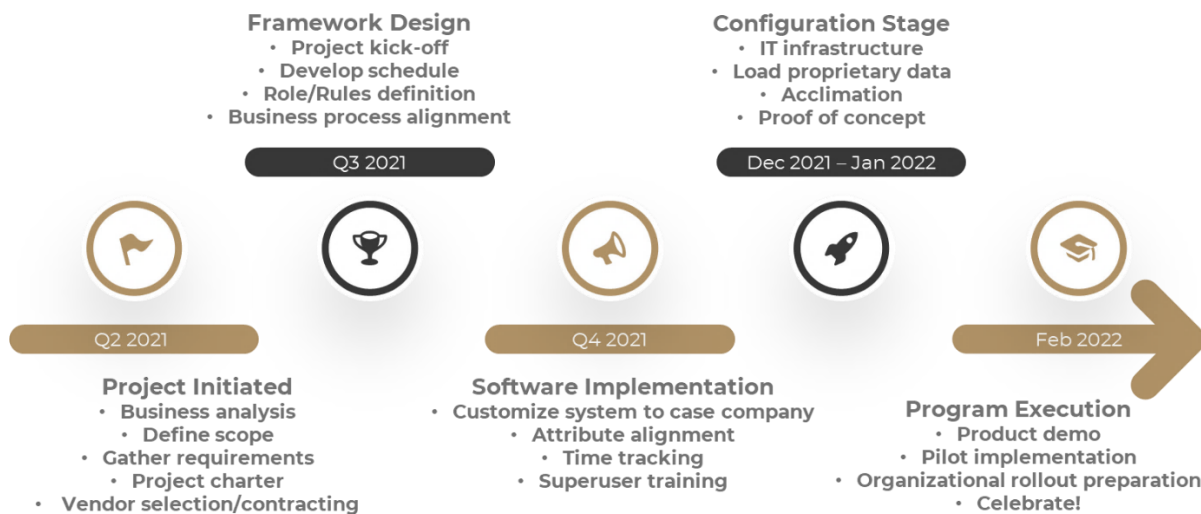 Framework Design
• Project kick-off
• Develop schedule
• Role/Rules definition
• Business process alignment
Q3 2021
Configuration Stage
• IT infrastructure
• Load proprietary data
• Acclimation
• Proof of concept
Dec 2021 – Jan 2022
Q2 2021
Project Initiated
• Business analysis
• Define scope
• Gather requirements
• Project charter
• Vendor selection/contracting
Q4 2021
Software Implementation
• Customize system to case company
• Attribute alignment
• Time tracking
• Superuser training
Feb 2022
Program Execution
• Product demo
• Pilot implementation
• Organizational rollout preparation
• Celebrate!